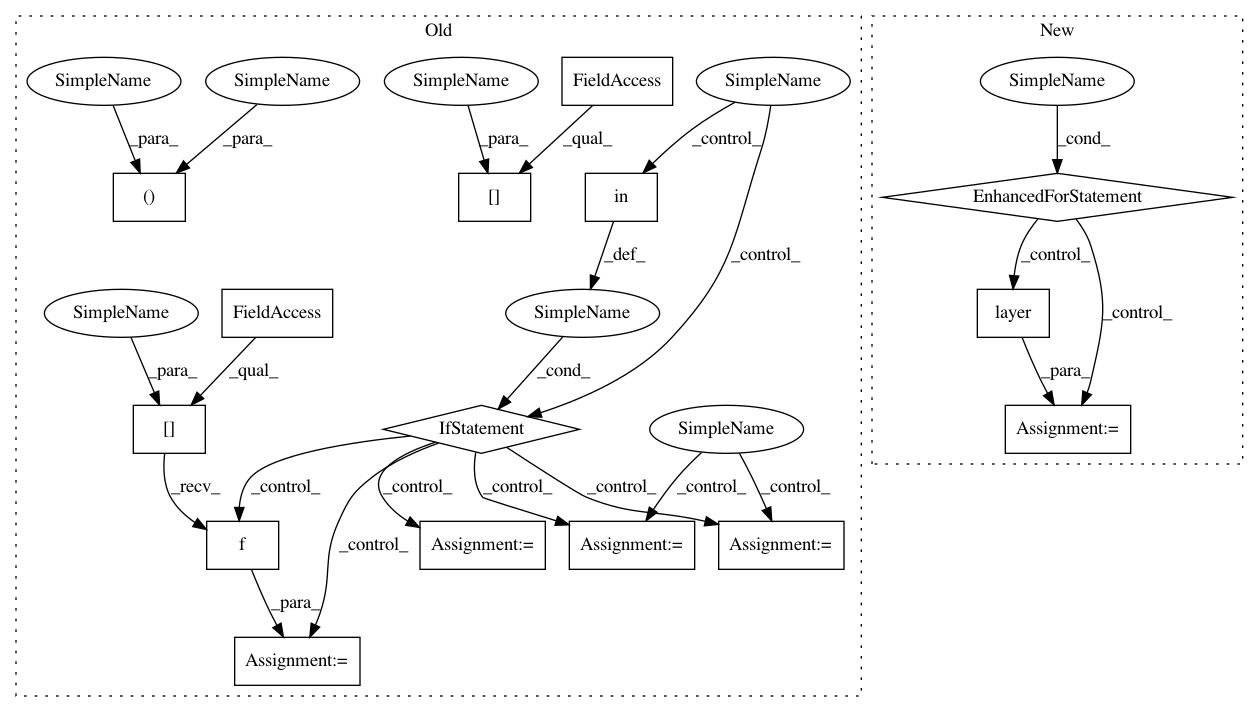 Old
New
SimpleName
SimpleName
SimpleName
FieldAccess
SimpleName
SimpleName
_para_
_para_
_para_
_qual_
_control_
_cond_
()
[]
in
EnhancedForStatement
_def_
_control_
_control_
_control_
SimpleName
FieldAccess
SimpleName
layer
_para_
_qual_
_cond_
_para_
[]
IfStatement
SimpleName
Assignment:=
_recv_
_control_
_control_
_control_
_control_
_control_
_control_
f
_control_
Assignment:=
Assignment:=
Assignment:=
_para_
Assignment:=